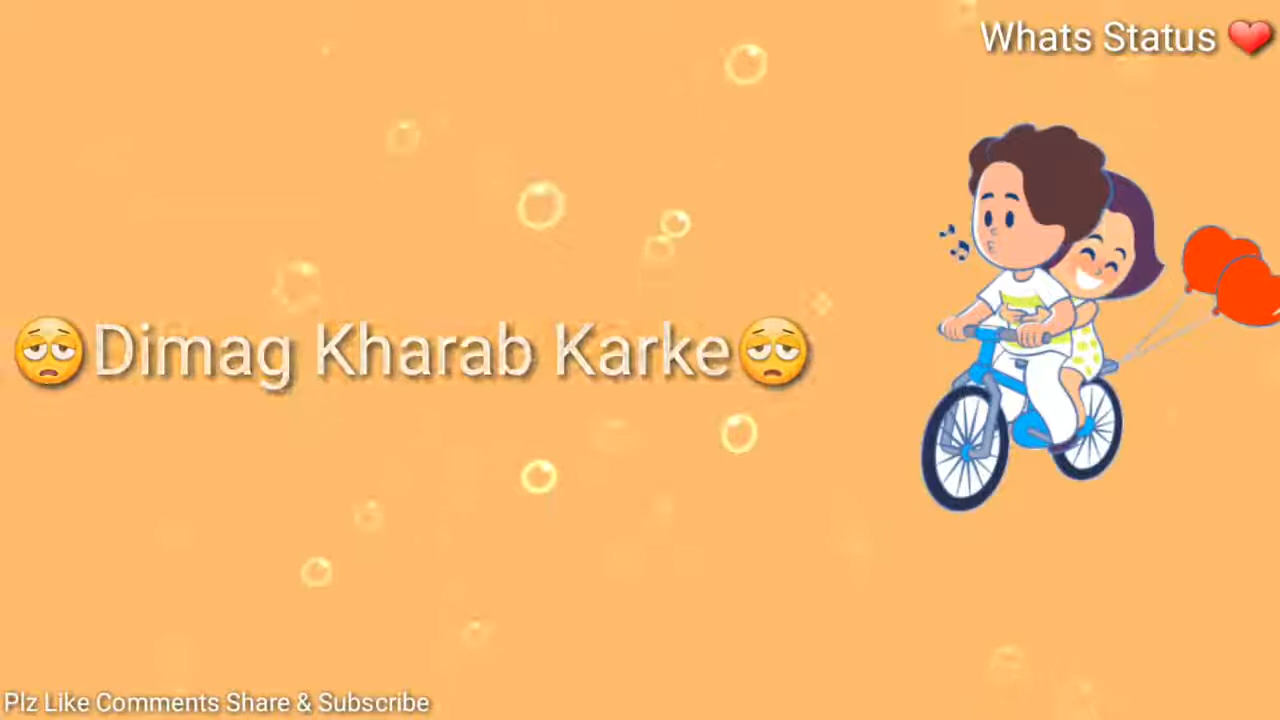 Whats Status ❤
😩Dimag Kharab Karke😩
Plz Like Comments Share & Subscribe